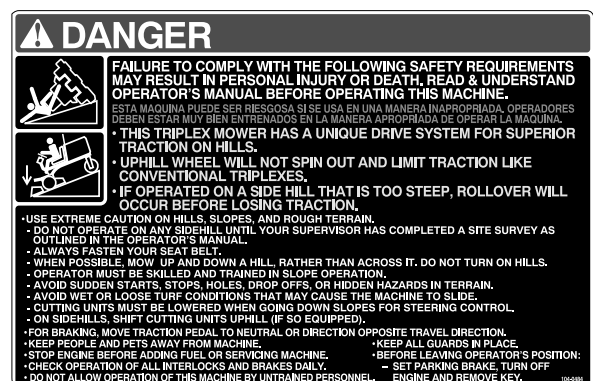 DANGER
FAILURE TO COMPLY WITH THE FOLLOWING SAFETY REQUIREMENTS
MAY RESULT IN PERSONAL INJURY OR DEATH. READ & UNDERSTAND
OPERATOR'S MANUAL BEFORE OPERATING THIS MACHINE.
ESTA MAQUINA PUEDE SER RIESGOSA SI SE USA EN UNA MANERA INAPROPRIADA. OPERADORES
DEBEN ESTAR MUY BIEN ENTRENADOS EN LA MANERA APROPRIADA DE OPERAR LA MAQUINA.
• THIS TRIPLEX MOWER HAS A UNIQUE DRIVE SYSTEM FOR SUPERIOR
TRACTION ON HILLS.
• UPHILL WHEEL WILL NOT SPIN OUT AND LIMIT TRACTION LIKE
CONVENTIONAL TRIPLEXES.
• IF OPERATED ON A SIDE HILL THAT IS TOO STEEP, ROLLOVER WILL
OCCUR BEFORE LOSING TRACTION.
•USE EXTREME CAUTION ON HILLS, SLOPES, AND ROUGH TERRAIN.
- DO NOT OPERATE ON ANY SIDEHILL UNTIL YOUR SUPERVISOR HAS COMPLETED A SITE SURVEY AS
OUTLINED IN THE OPERATOR'S MANUAL.
- ALWAYS FASTEN YOUR SEAT BELT.
- WHEN POSSIBLE, MOW UP AND DOWN A HILL, RATHER THAN ACROSS IT. DO NOT TURN ON HILLS.
- OPERATOR MUST BE SKILLED AND TRAINED IN SLOPE OPERATION.
- AVOID SUDDEN STARTS, STOPS, HOLES, DROP OFFS, OR HIDDEN HAZARDS IN TERRAIN.
- AVOID WET OR LOOSE TURF CONDITIONS THAT MAY CAUSE THE MACHINE TO SLIDE.
- CUTTING UNITS MUST BE LOWERED WHEN GOING DOWN SLOPES FOR STEERING CONTROL.
- ON SIDEHILLS, SHIFT CUTTING UNITS UPHILL (IF SO EQUIPPED).
•FOR BRAKING, MOVE TRACTION PEDAL TO NEUTRAL OR DIRECTION OPPOSITE TRAVEL DIRECTION.
•KEEP PEOPLE AND PETS AWAY FROM MACHINE.
•STOP ENGINE BEFORE ADDING FUEL OR SERVICING MACHINE.
•CHECK OPERATION OF ALL INTERLOCKS AND BRAKES DAILY.
•DO NOT ALLOW OPERATION OF THIS MACHINE BY UNTRAINED PERSONNEL.
•KEEP ALL GUARDS IN PLACE.
•BEFORE LEAVING OPERATOR'S POSITION:
- SET PARKING BRAKE, TURN OFF
ENGINE AND REMOVE KEY.
104-0484